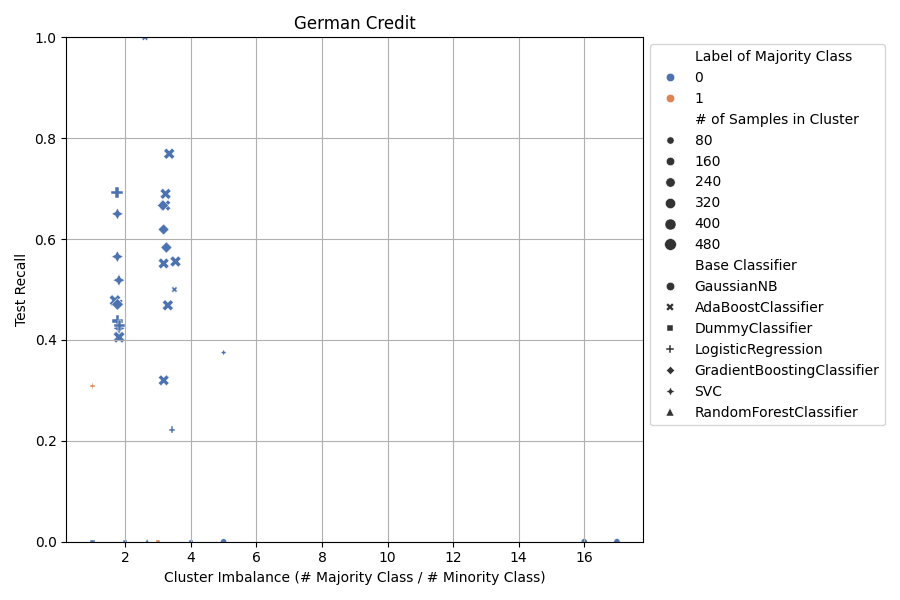 German Credit
1.0
0.8
0.6
0.4
0.2
0.0
Test Recall
2 4 6 8 10 12 14 16
Cluster Imbalance (# Majority Class / # Minority Class)
Label of Majority Class
0
1
# of Samples in Cluster
80
160
240
320
400
480
Base Classifier
GaussianNB
AdaBoostClassifier
DummyClassifier
LogisticRegression
GradientBoostingClassifier
SVC
RandomForestClassifier